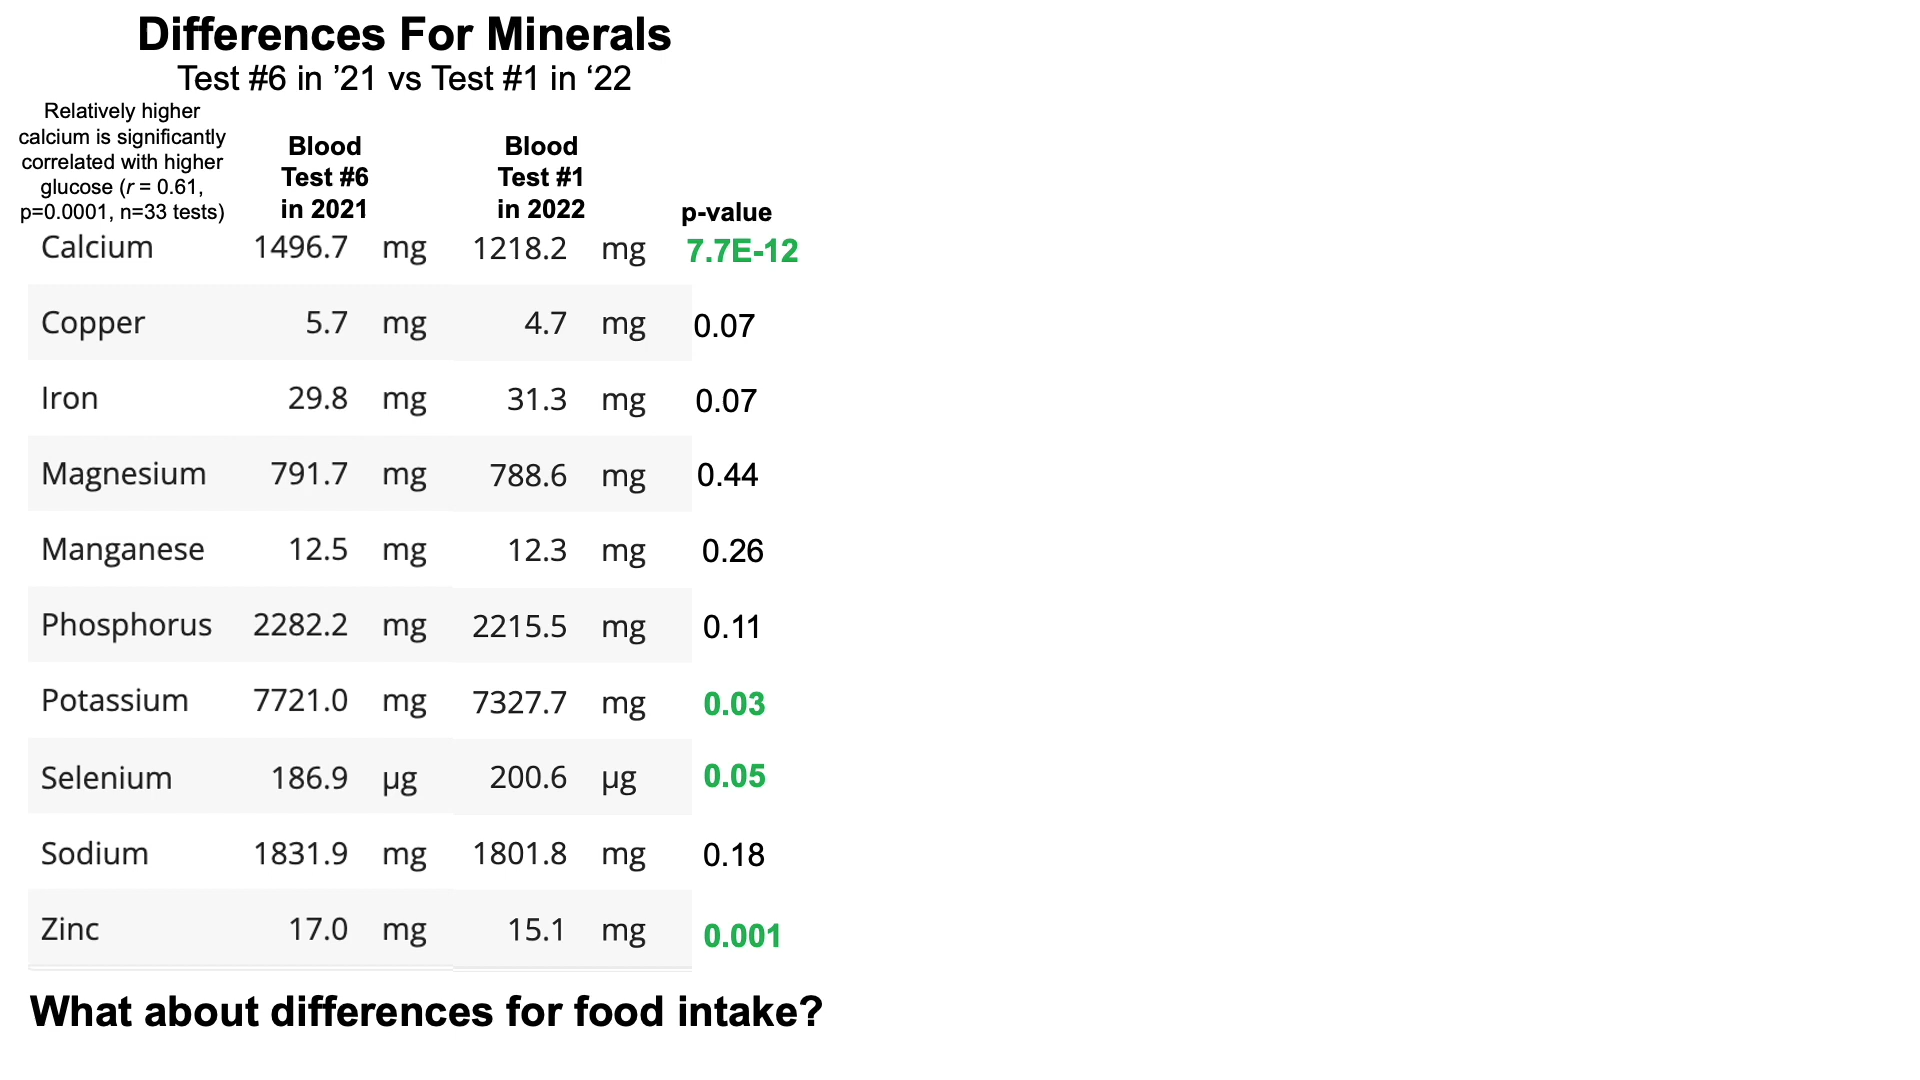 Differences For Minerals
Test #6 in ’21 vs Test #1 in ‘22
Relatively higher
calcium is significantly
correlated with higher
glucose (r = 0.61,
p=0.0001, n=33 tests)
Blood
Test #6
in 2021
Blood
Test #1
in 2022
p-value
Calcium 1496.7 mg 1218.2 mg 7.7E-12
Copper 5.7 mg 4.7 mg 0.07
Iron 29.8 mg 31.3 mg 0.07
Magnesium 791.7 mg 788.6 mg 0.44
Manganese 12.5 mg 12.3 mg 0.26
Phosphorus 2282.2 mg 2215.5 mg 0.11
Potassium 7721.0 mg 7327.7 mg 0.03
Selenium 186.9 µg 200.6 µg 0.05
Sodium 1831.9 mg 1801.8 mg 0.18
Zinc 17.0 mg 15.1 mg 0.001
What about differences for food intake?